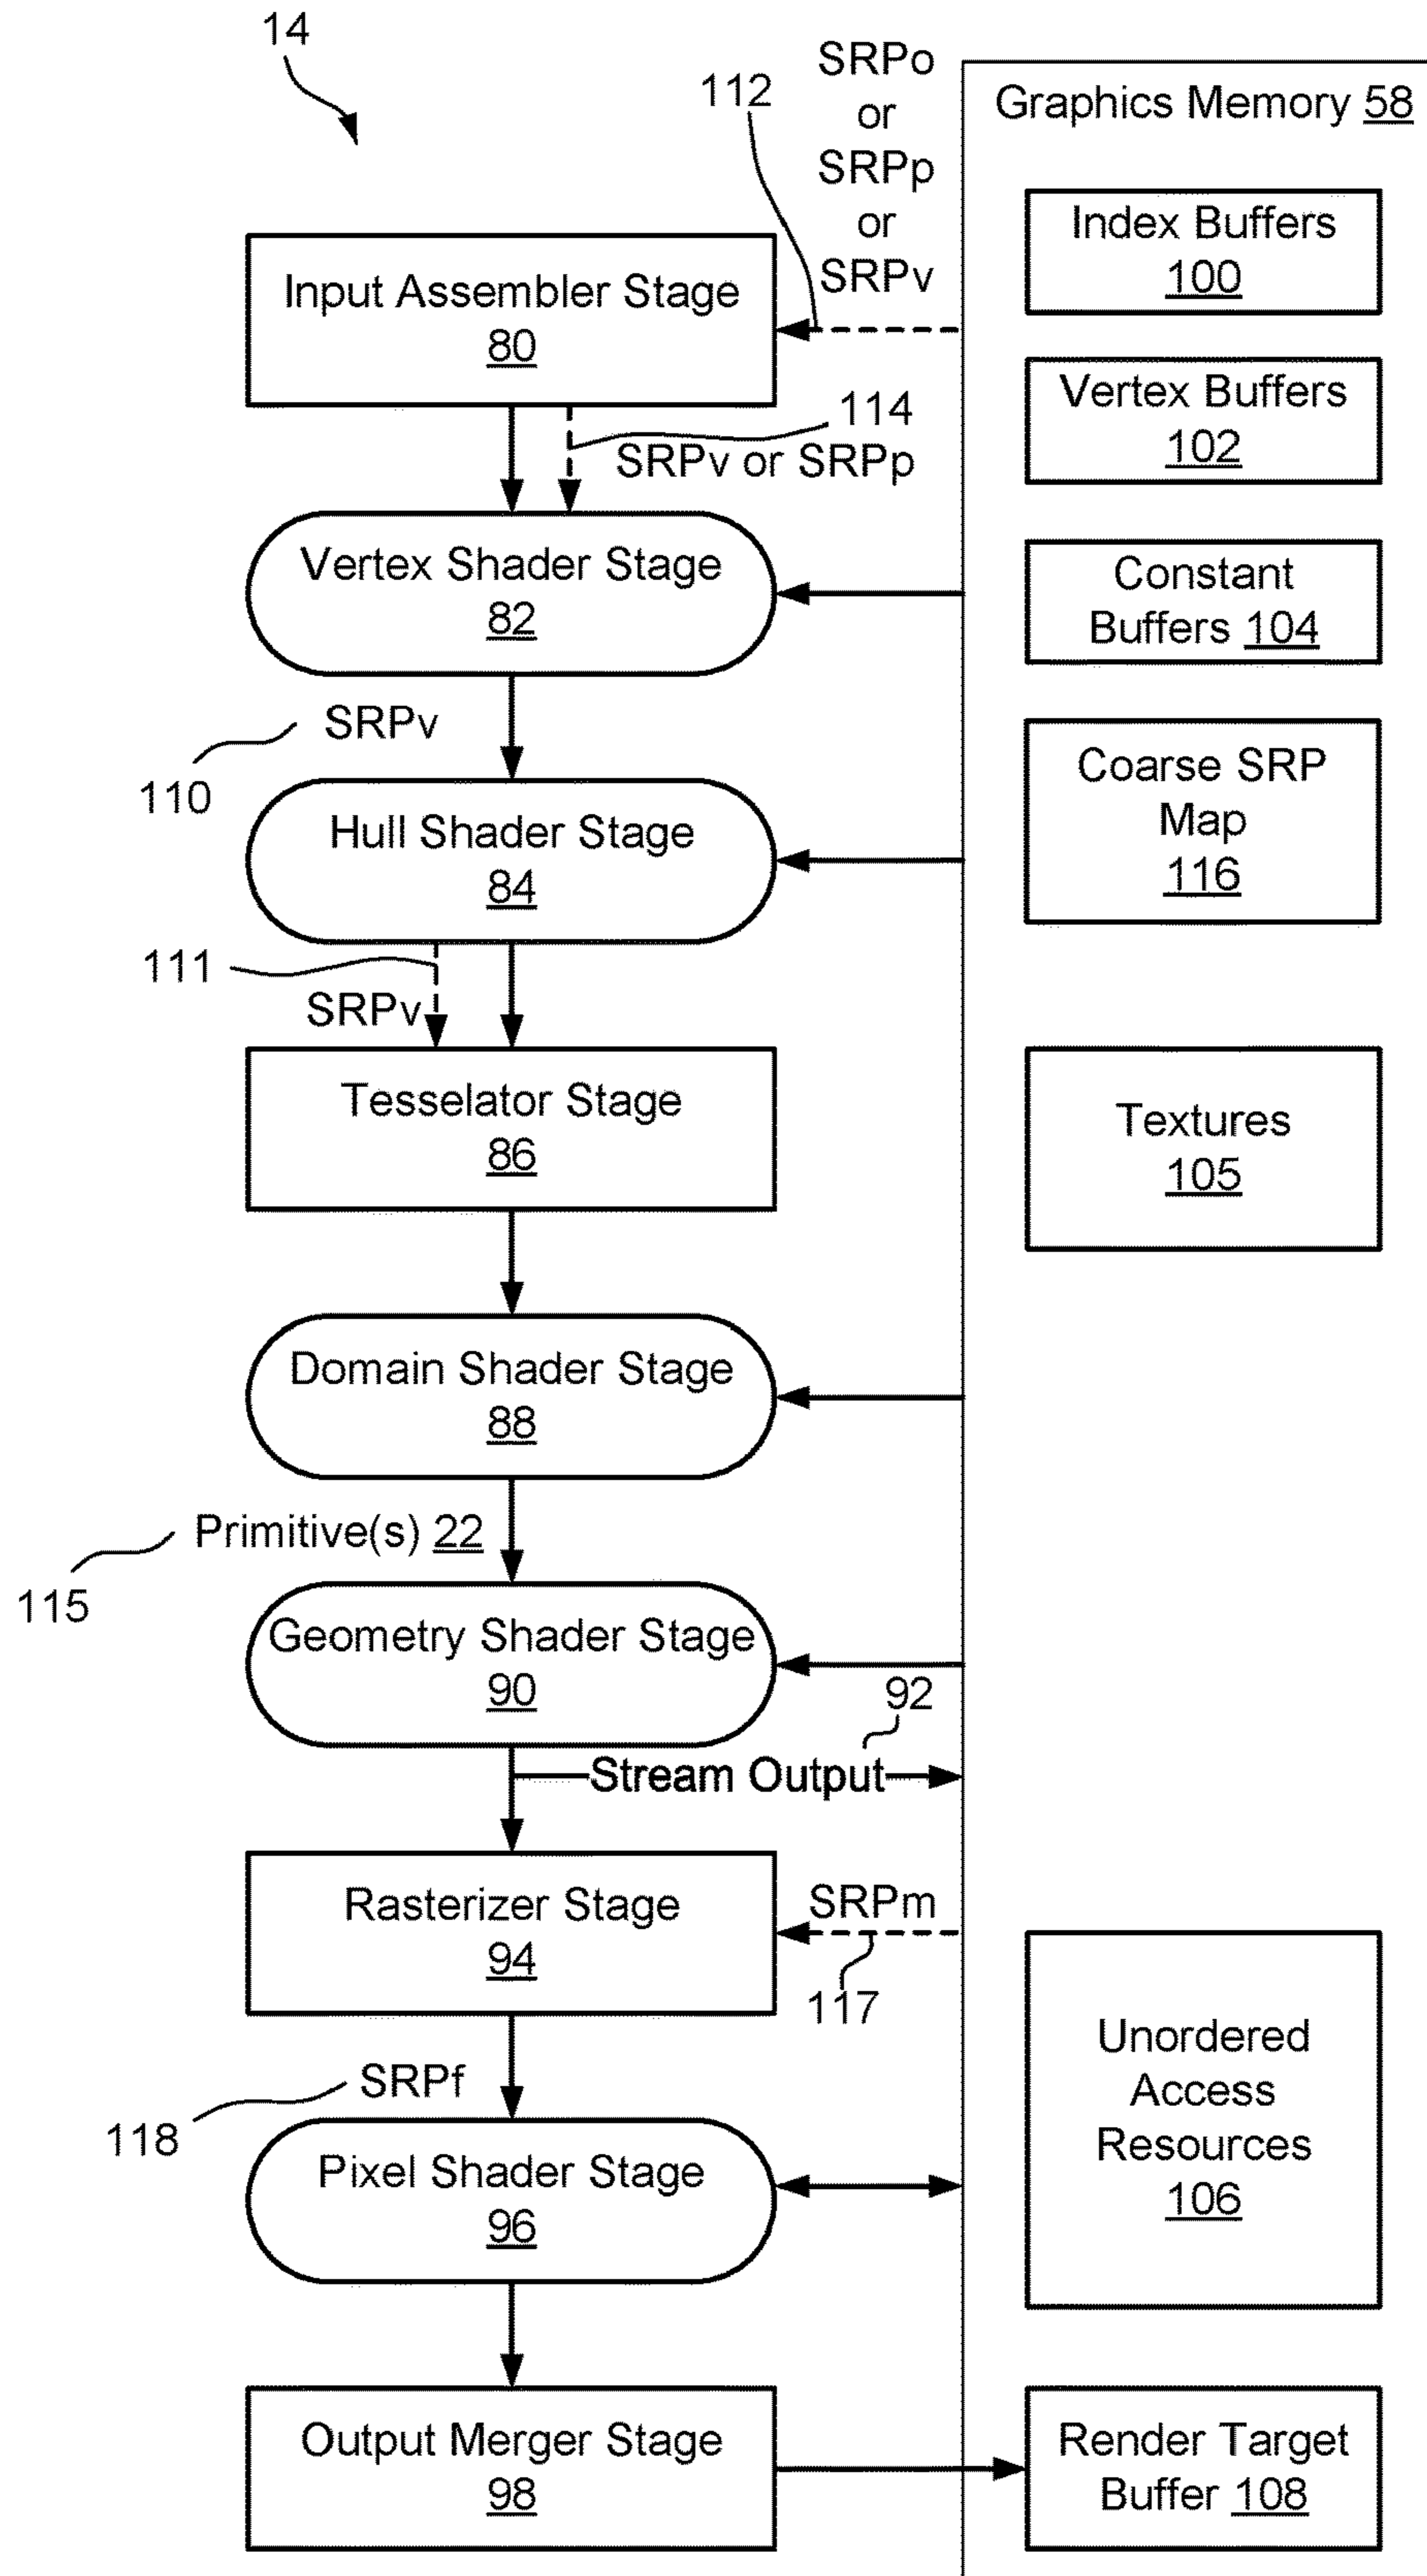 14
112
SRPo
or
SRPp
or
SRPv
Graphics Memory 58
Index Buffers
100
Input Assembler Stage
80
Vertex Buffers
102
114
SRPv or SRPp
Vertex Shader Stage
82
Constant
Buffers 104
SRPv
110
Coarse SRP
Map
116
Hull Shader Stage
84
111
SRPv
Tesselator Stage
86
Textures
105
Domain Shader Stage
88
Primitive(s) 22
115
Geometry Shader Stage
90
92
Stream Output
Rasterizer Stage
94
SRPm
117
Unordered
Access
Resources
106
SRPf
118
Pixel Shader Stage
96
Output Merger Stage
98
Render Target
Buffer 108